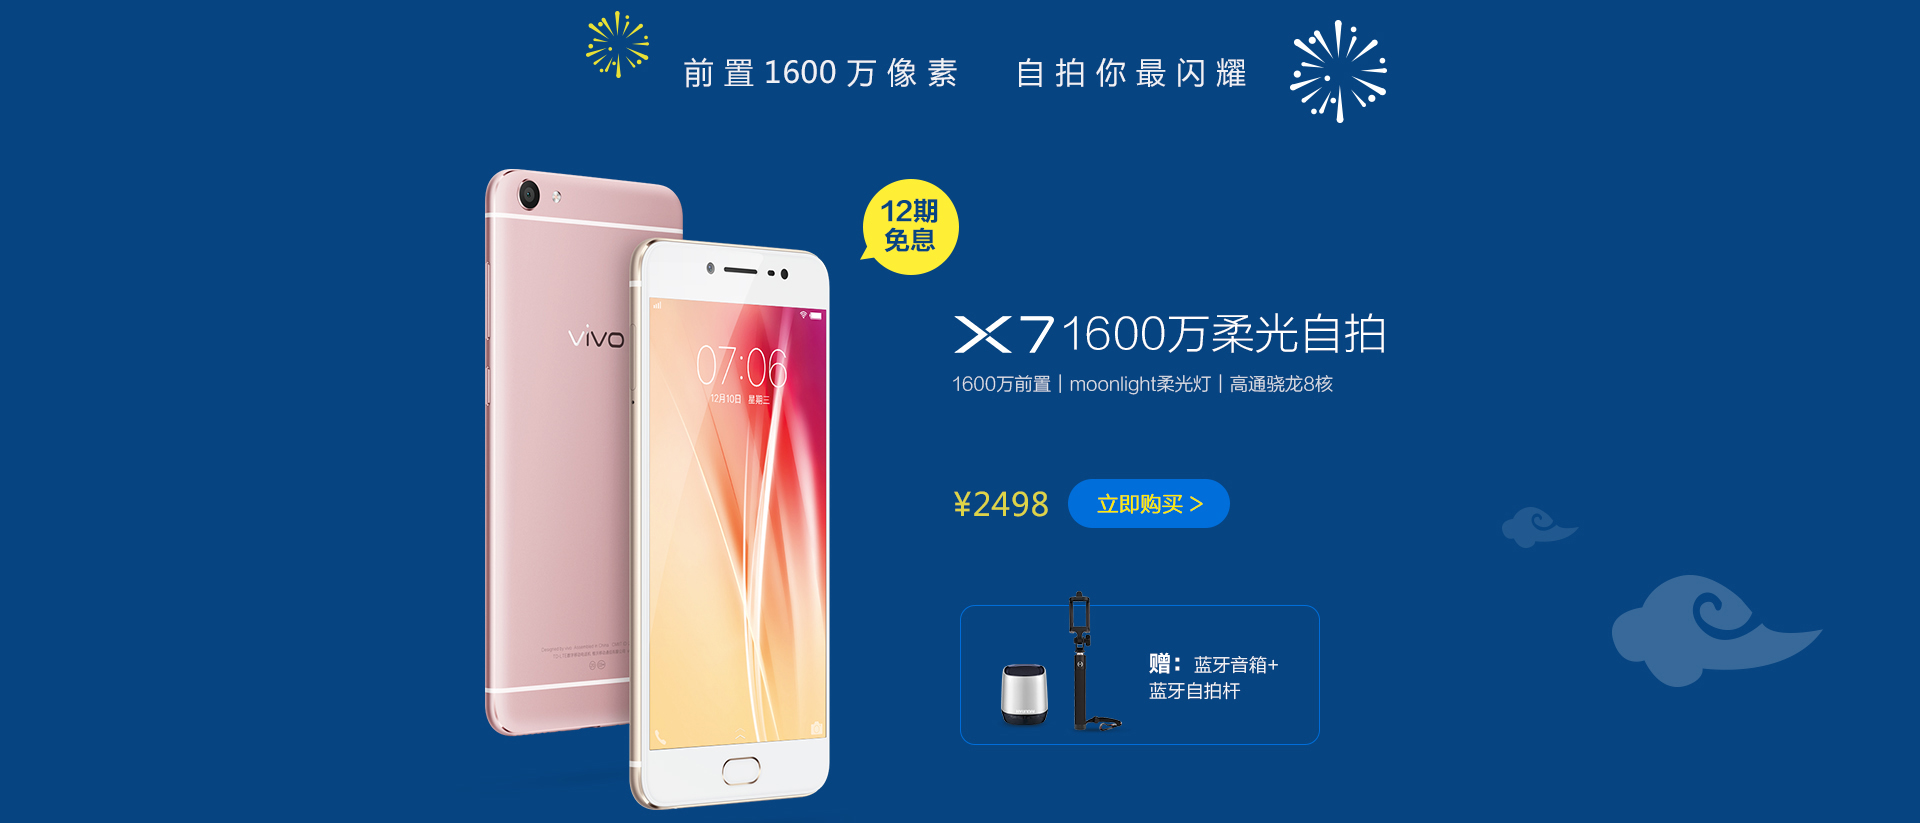 前置1600万像素 自拍你最闪耀
12期
免息
vivo
07:06
12月10日 星期三
X7 1600万柔光自拍
1600万前置 | moonlight柔光灯 | 高通骁龙8核
¥2498 立即购买 >
赠：蓝牙音箱+
蓝牙自拍杆